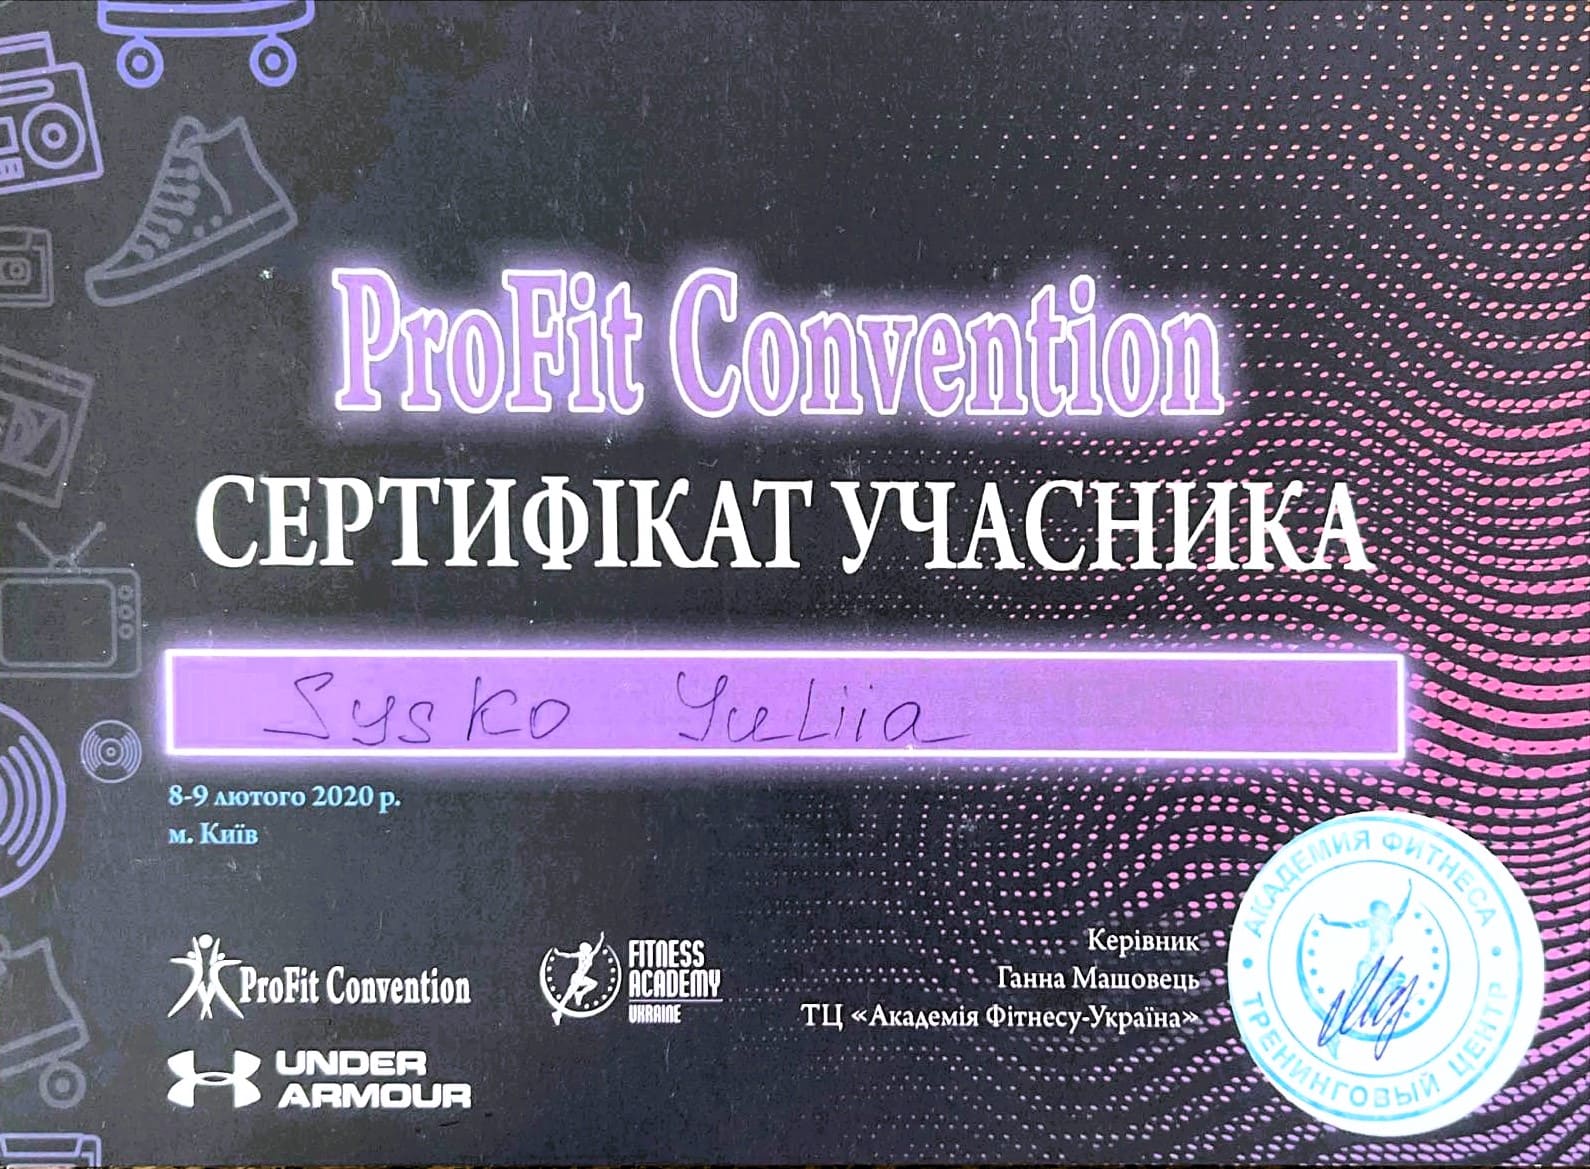 ProFit Convention
СЕРТИФІКАТ УЧАСНИКА
Sysko Yuliia
8-9 лютого 2020 р.
м. Київ
ProFit Convention
FITNESS
ACADEMY
UKRAINE
UNDER
ARMOUR
Керівник
Ганна Машовець
ТЦ «Академія Фітнесу-Україна»
АКАДЕМИЯ ФИТНЕСА
ТРЕНИНГОВЫЙ ЦЕНТР